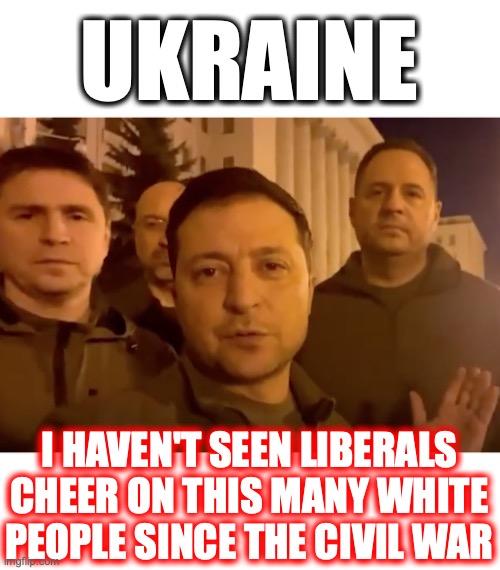 UKRAINE
I HAVEN'T SEEN LIBERALS
CHEER ON THIS MANY WHITE
PEOPLE SINCE THE CIVIL WAR
imgflip.com